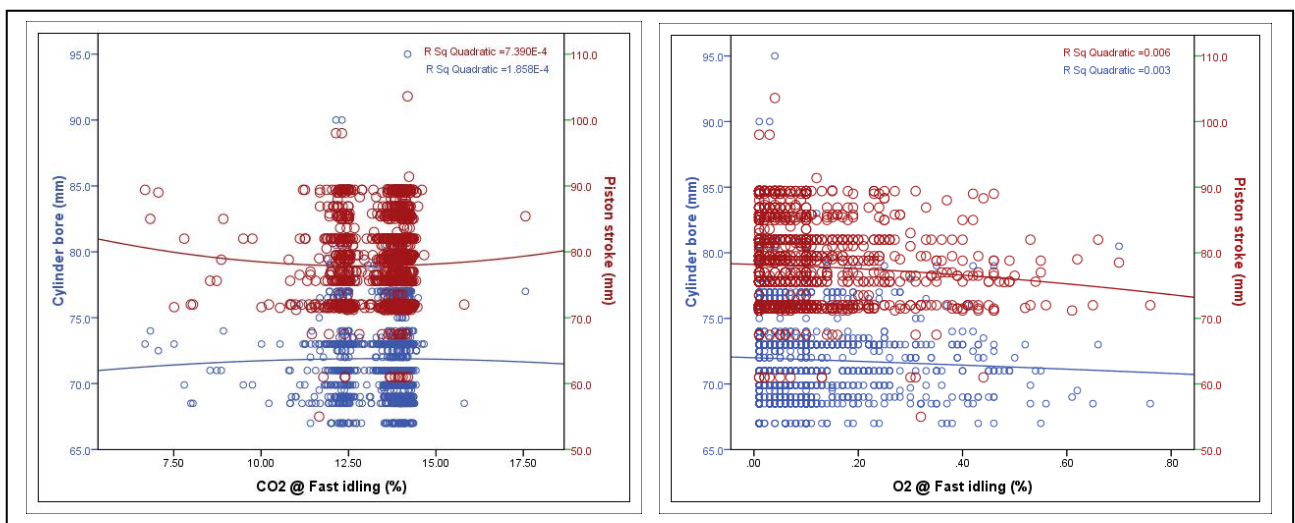 R Sq Quadratic =7.390E-4
R Sq Quadratic =1.858E-4
95.0
90.0
85.0
80.0
75.0
70.0
65.0
Cylinder bore (mm)
110.0
100.0
90.0
80.0
70.0
60.0
50.0
Piston stroke (mm)
7.50 10.00 12.50 15.00 17.50
CO2 @ Fast idling (%)
R Sq Quadratic =0.006
R Sq Quadratic =0.003
95.0
90.0
85.0
80.0
75.0
70.0
65.0
Cylinder bore (mm)
110.0
100.0
90.0
80.0
70.0
60.0
50.0
Piston stroke (mm)
.00 .20 .40 .60 .80
O2 @ Fast idling (%)